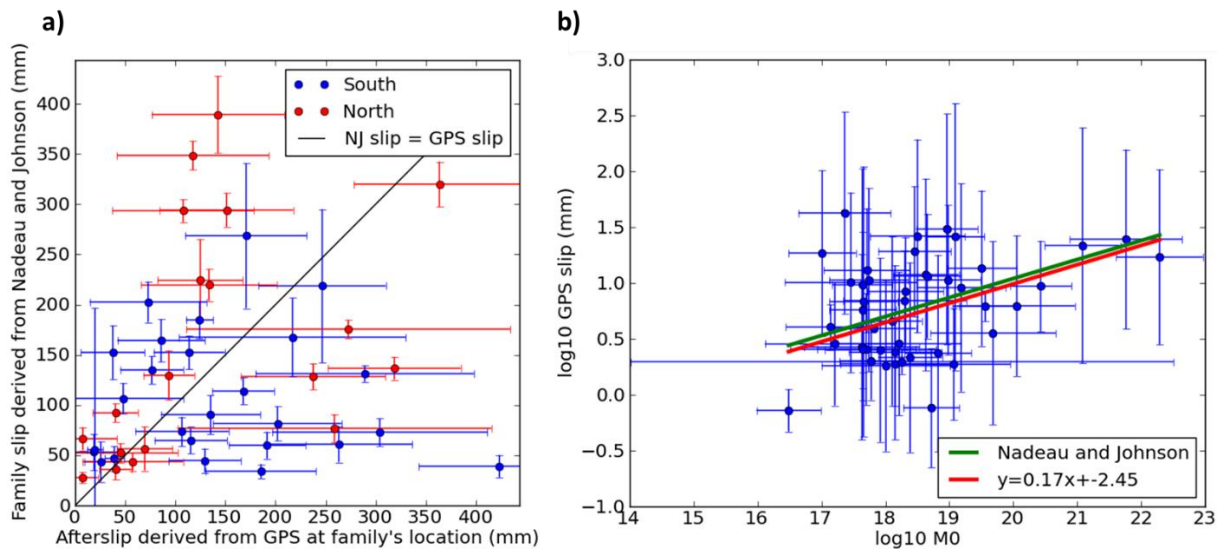 a)
Family slip derived from Nadeau and Johnson (mm)
400
350
300
250
200
150
100
50
0
0 50 100 150 200 250 300 350 400
Afterslip derived from GPS at family's location (mm)
South
North
NJ slip = GPS slip
b)
log10 GPS slip (mm)
3.0
2.5
2.0
1.5
1.0
0.5
0.0
−0.5
−1.0
14 15 16 17 18 19 20 21 22 23
log10 M0
Nadeau and Johnson
y=0.17x+-2.45